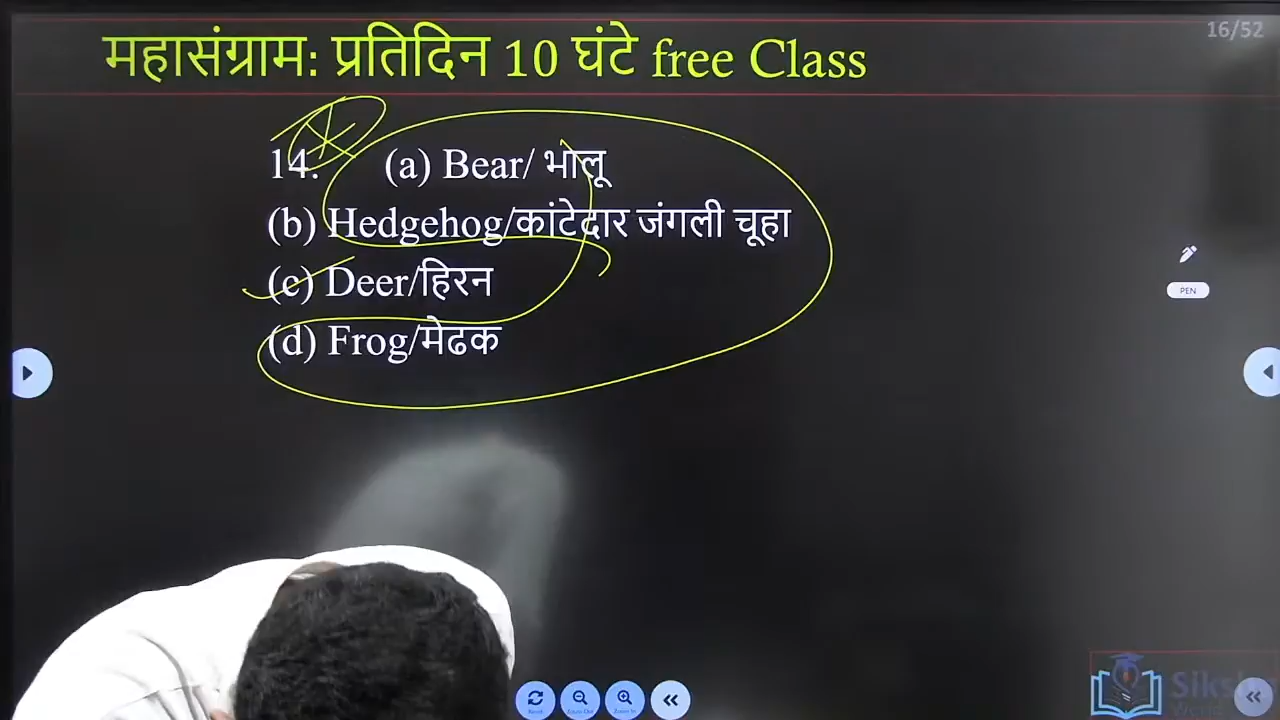 16/52
महासंग्राम: प्रतिदिन 10 घंटे free Class
14. (a) Bear/ भालू
(b) Hedgehog/कांटेदार जंगली चूहा
(c) Deer/हिरन
(d) Frog/मेढक
PEN